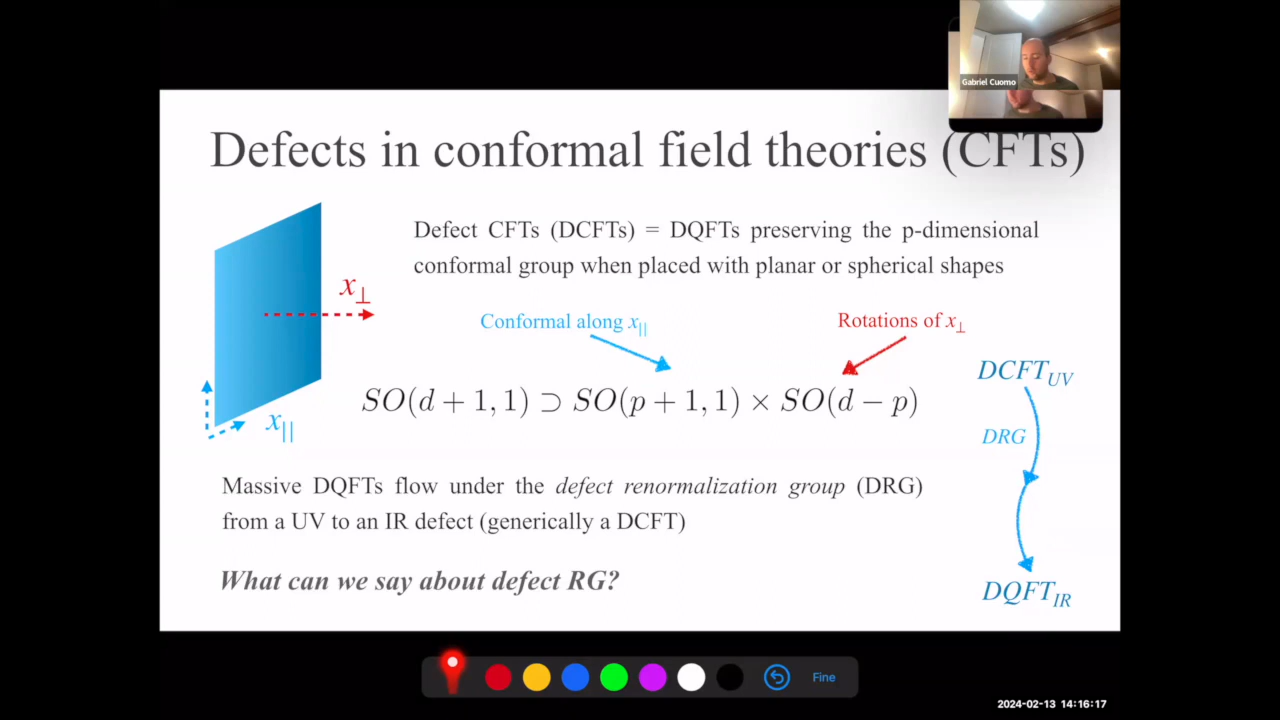 Gabriel Cuomo
Defects in conformal field theories (CFTs)
Defect CFTs (DCFTs) = DQFTs preserving the p-dimensional
conformal group when placed with planar or spherical shapes
x⊥
Conformal along x||
Rotations of x⊥
DCFT_UV
SO(d + 1, 1) ⊃ SO(p + 1, 1) × SO(d − p)
x||
DRG
Massive DQFTs flow under the defect renormalization group (DRG)
from a UV to an IR defect (generically a DCFT)
What can we say about defect RG?
DQFT_IR
Fine
2024-02-13 14:16:17